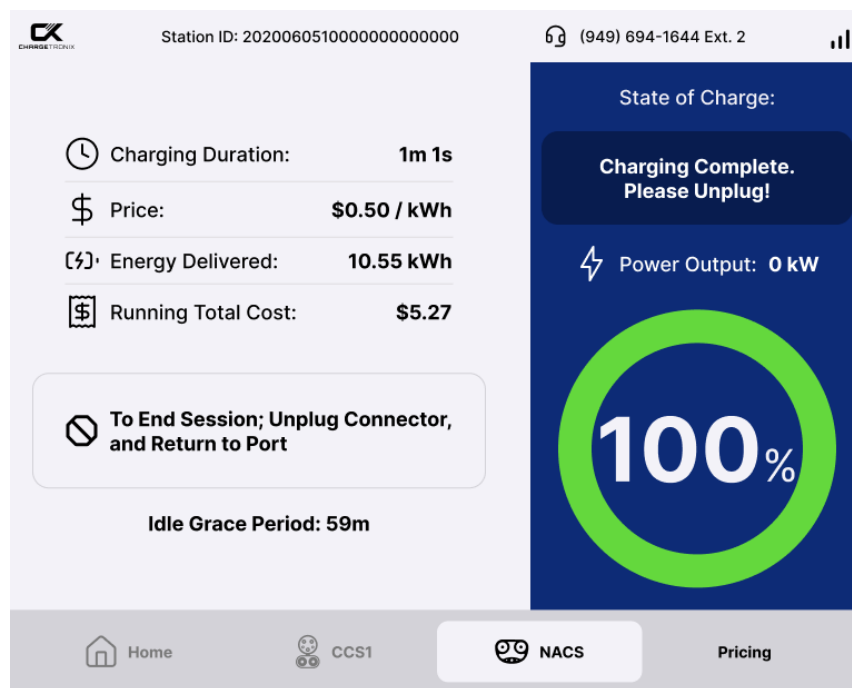 CHARGETRONIX
Station ID: 2020060510000000000000
(949) 694-1644 Ext. 2
Charging Duration: 1m 1s
Price: $0.50 / kWh
Energy Delivered: 10.55 kWh
Running Total Cost: $5.27
To End Session; Unplug Connector,
and Return to Port
Idle Grace Period: 59m
State of Charge:
Charging Complete.
Please Unplug!
Power Output: 0 kW
100%
Home
CCS1
NACS
Pricing